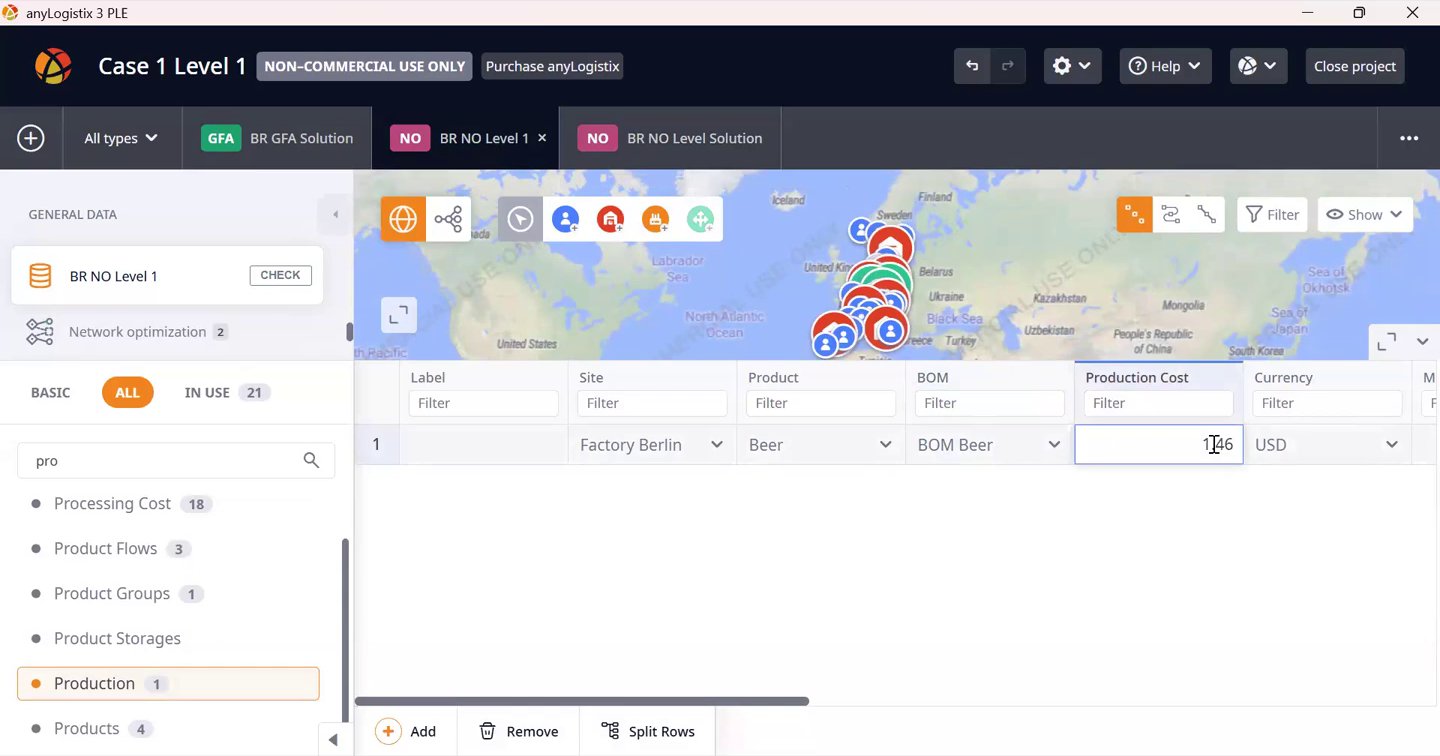 anyLogistix 3 PLE
Case 1 Level 1 NON-COMMERCIAL USE ONLY Purchase anyLogistix Help Close project
All types GFA BR GFA Solution NO BR NO Level 1 × NO BR NO Level Solution
GENERAL DATA
BR NO Level 1 CHECK
Network optimization 2
Filter Show
Iceland
Finland
Sweden
Labrador
Sea
Belarus
Ukraine
Kazakhstan
Mongolia
Sea of
Okhotsk
North Atlantic
Ocean
Black Sea
Uzbekistan
People's Republic
of China
Sea of
Japan
United States
Turkey
South Korea
BASIC ALL IN USE 21
pro
Processing Cost 18
Product Flows 3
Product Groups 1
Product Storages
Production 1
Products 4
Label Site Product BOM Production Cost Currency M
Filter Filter Filter Filter Filter Filter F
1 Factory Berlin Beer BOM Beer 1.46 USD
Add Remove Split Rows